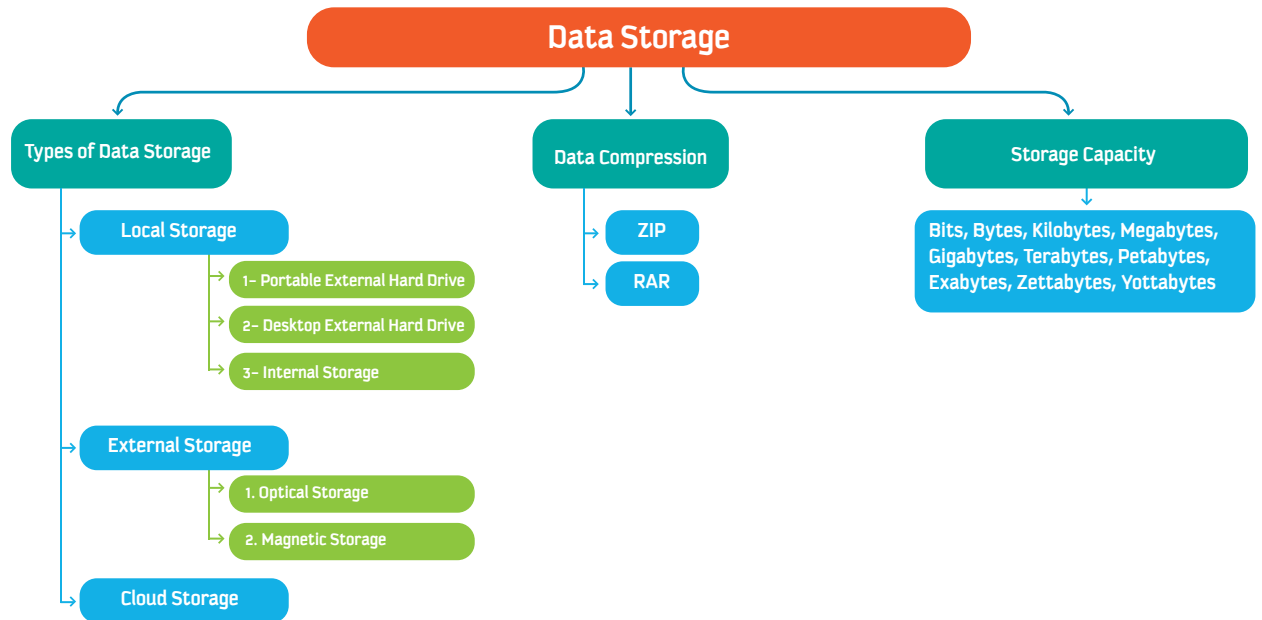 Data Storage
Types of Data Storage
Local Storage
1- Portable External Hard Drive
2- Desktop External Hard Drive
3- Internal Storage
External Storage
1. Optical Storage
2. Magnetic Storage
Cloud Storage
Data Compression
ZIP
RAR
Storage Capacity
Bits, Bytes, Kilobytes, Megabytes,
Gigabytes, Terabytes, Petabytes,
Exabytes, Zettabytes, Yottabytes